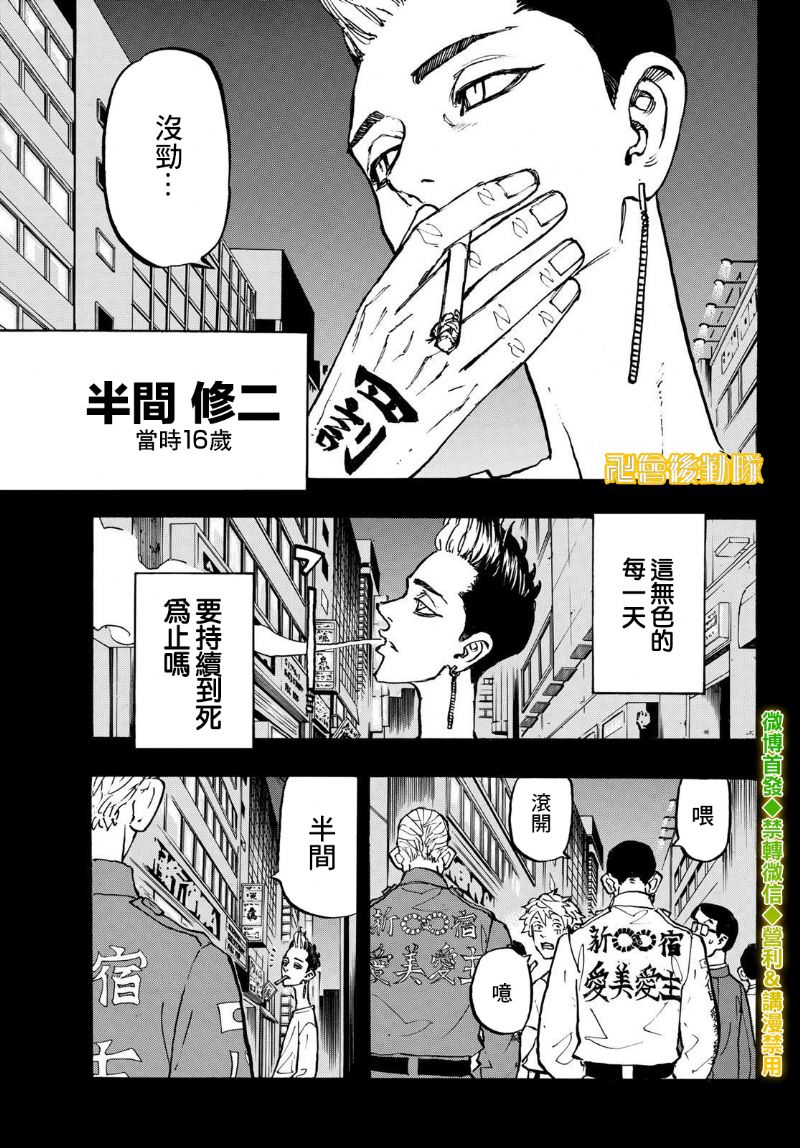 沒勁…
半間 修二
當時16歲
罰
卍會後勤隊
這無色的
每一天
要持續到死
為止嗎
喂
滾開
噫
新宿
愛美愛主
新宿
愛美愛主
半間
宿
主
微博首發◆禁轉微信◆營利&講漫禁用